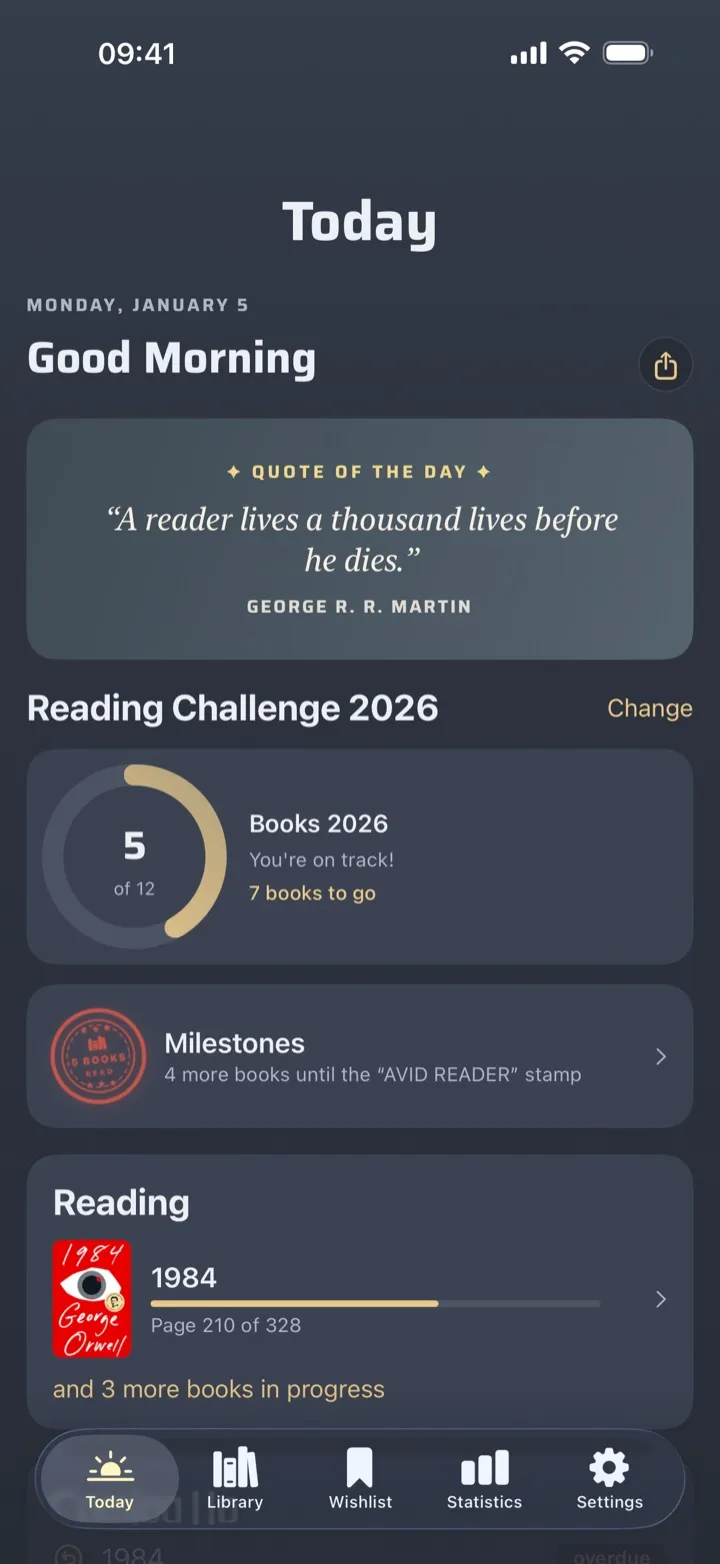 09:41
Today
MONDAY, JANUARY 5
Good Morning
✦ QUOTE OF THE DAY ✦
“A reader lives a thousand lives before
he dies.”
GEORGE R. R. MARTIN
Reading Challenge 2026
Change
5
of 12
Books 2026
You're on track!
7 books to go
5 BOOKS
READ
Milestones
4 more books until the “AVID READER” stamp
Reading
1984
George
Orwell
1984
Page 210 of 328
and 3 more books in progress
Today
Library
Wishlist
Statistics
Settings
1984
overdue